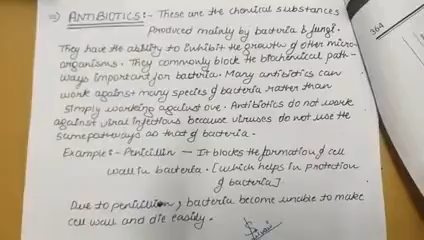 =) ANTIBIOTICS :- These are the chemical substances
produced mainly by bacteria & fungi.
They have the ability to inhibit the growth of other micro-
organisms. They commonly block the biochemical path-
ways important for bacteria. Many antibiotics can
work against many species of bacteria rather than
simply working against one. Antibiotics do not work
against viral infections because viruses do not use the
same pathways as that of bacteria.
Example :- Penicillin — It blocks the formation of cell
wall in bacteria. [which helps in protection
of bacteria]
Due to penicillin, bacteria become unable to make
cell wall and die easily.
364